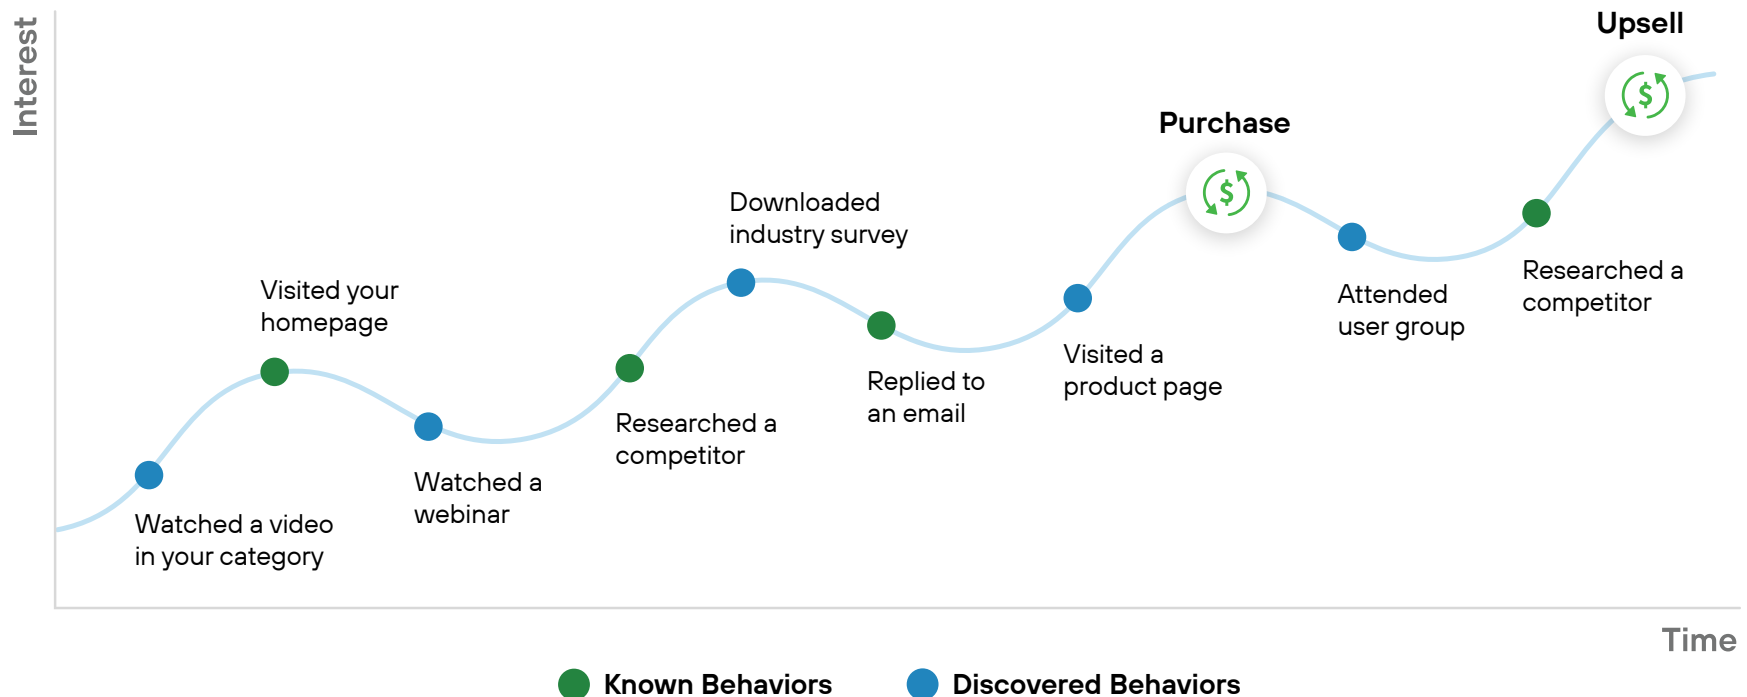 Interest
Upsell
$
Purchase
$
Downloaded
industry survey
Visited your
homepage
Researched a
competitor
Attended
user group
Visited a
product page
Replied to
an email
Researched a
competitor
Watched a
webinar
Watched a video
in your category
Time
Known Behaviors
Discovered Behaviors